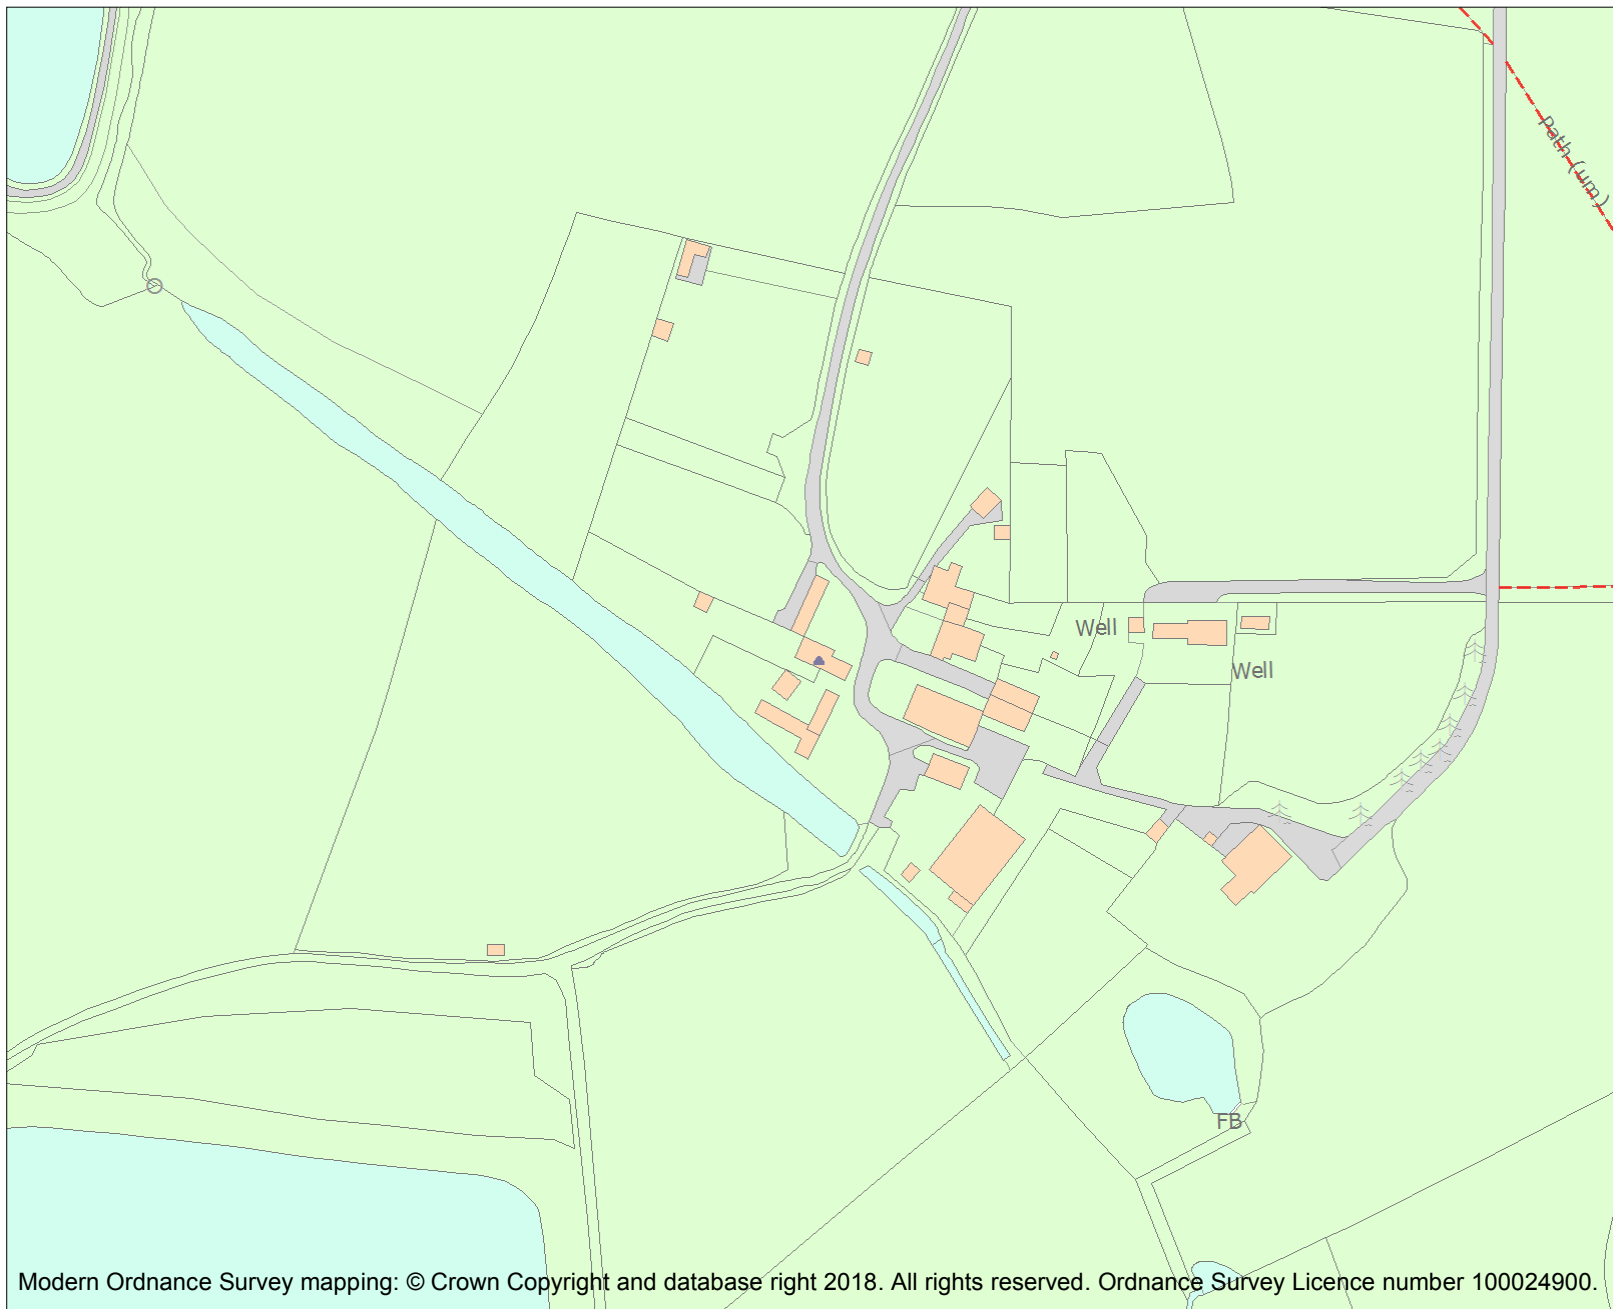 Path (um)
Well
Well
FB
Modern Ordnance Survey mapping: © Crown Copyright and database right 2018. All rights reserved. Ordnance Survey Licence number 100024900.